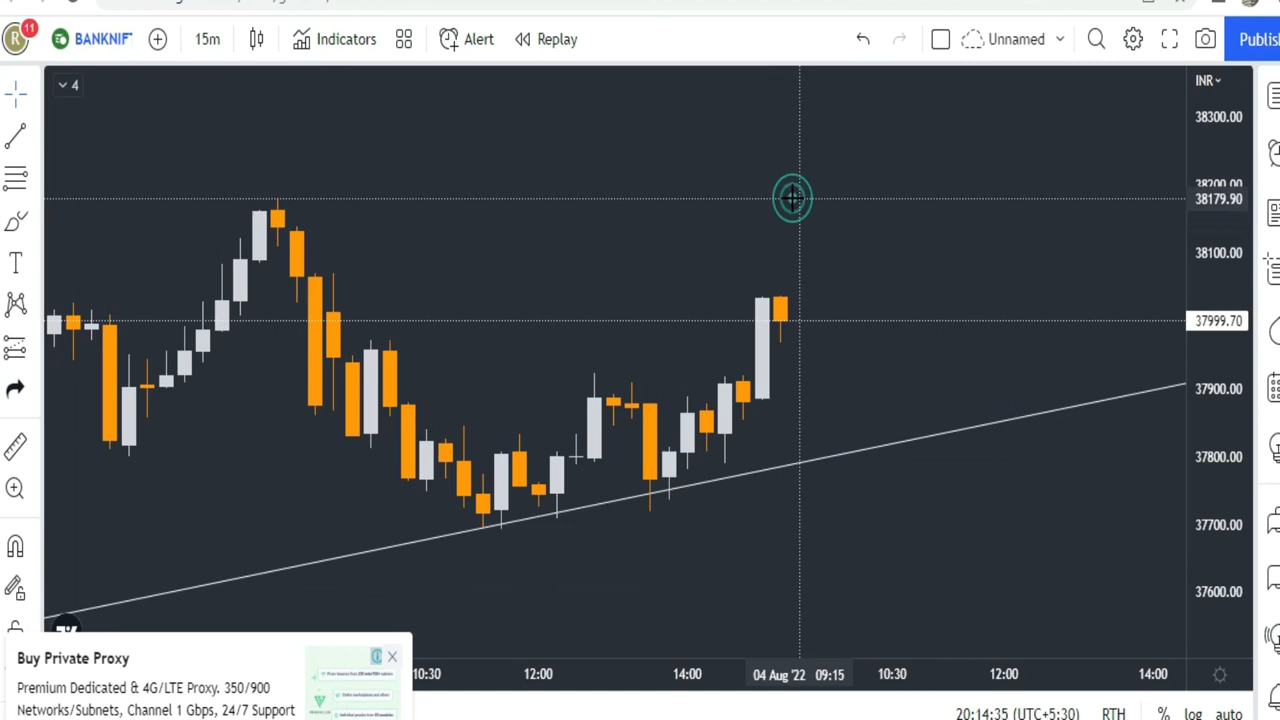 R 11 BANKNIF 15m Indicators Alert Replay Unnamed Publis
4
INR
38300.00
38200.00
38179.90
38100.00
37999.70
37900.00
37800.00
37700.00
37600.00
T
10:30 12:00 14:00 04 Aug '22 09:15 10:30 12:00 14:00
Buy Private Proxy
Premium Dedicated & 4G/LTE Proxy. 350/900
Networks/Subnets, Channel 1 Gbps, 24/7 Support
20:14:35 (UTC+5:30) RTH % log auto